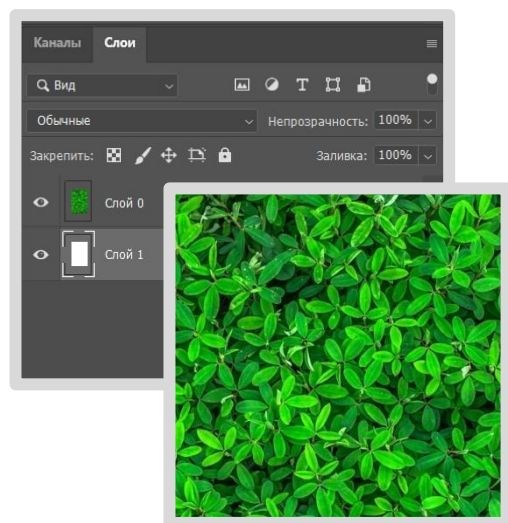 Каналы Слои
Вид
Обычные Непрозрачность: 100%
Закрепить: Заливка: 100%
Слой 0
Слой 1